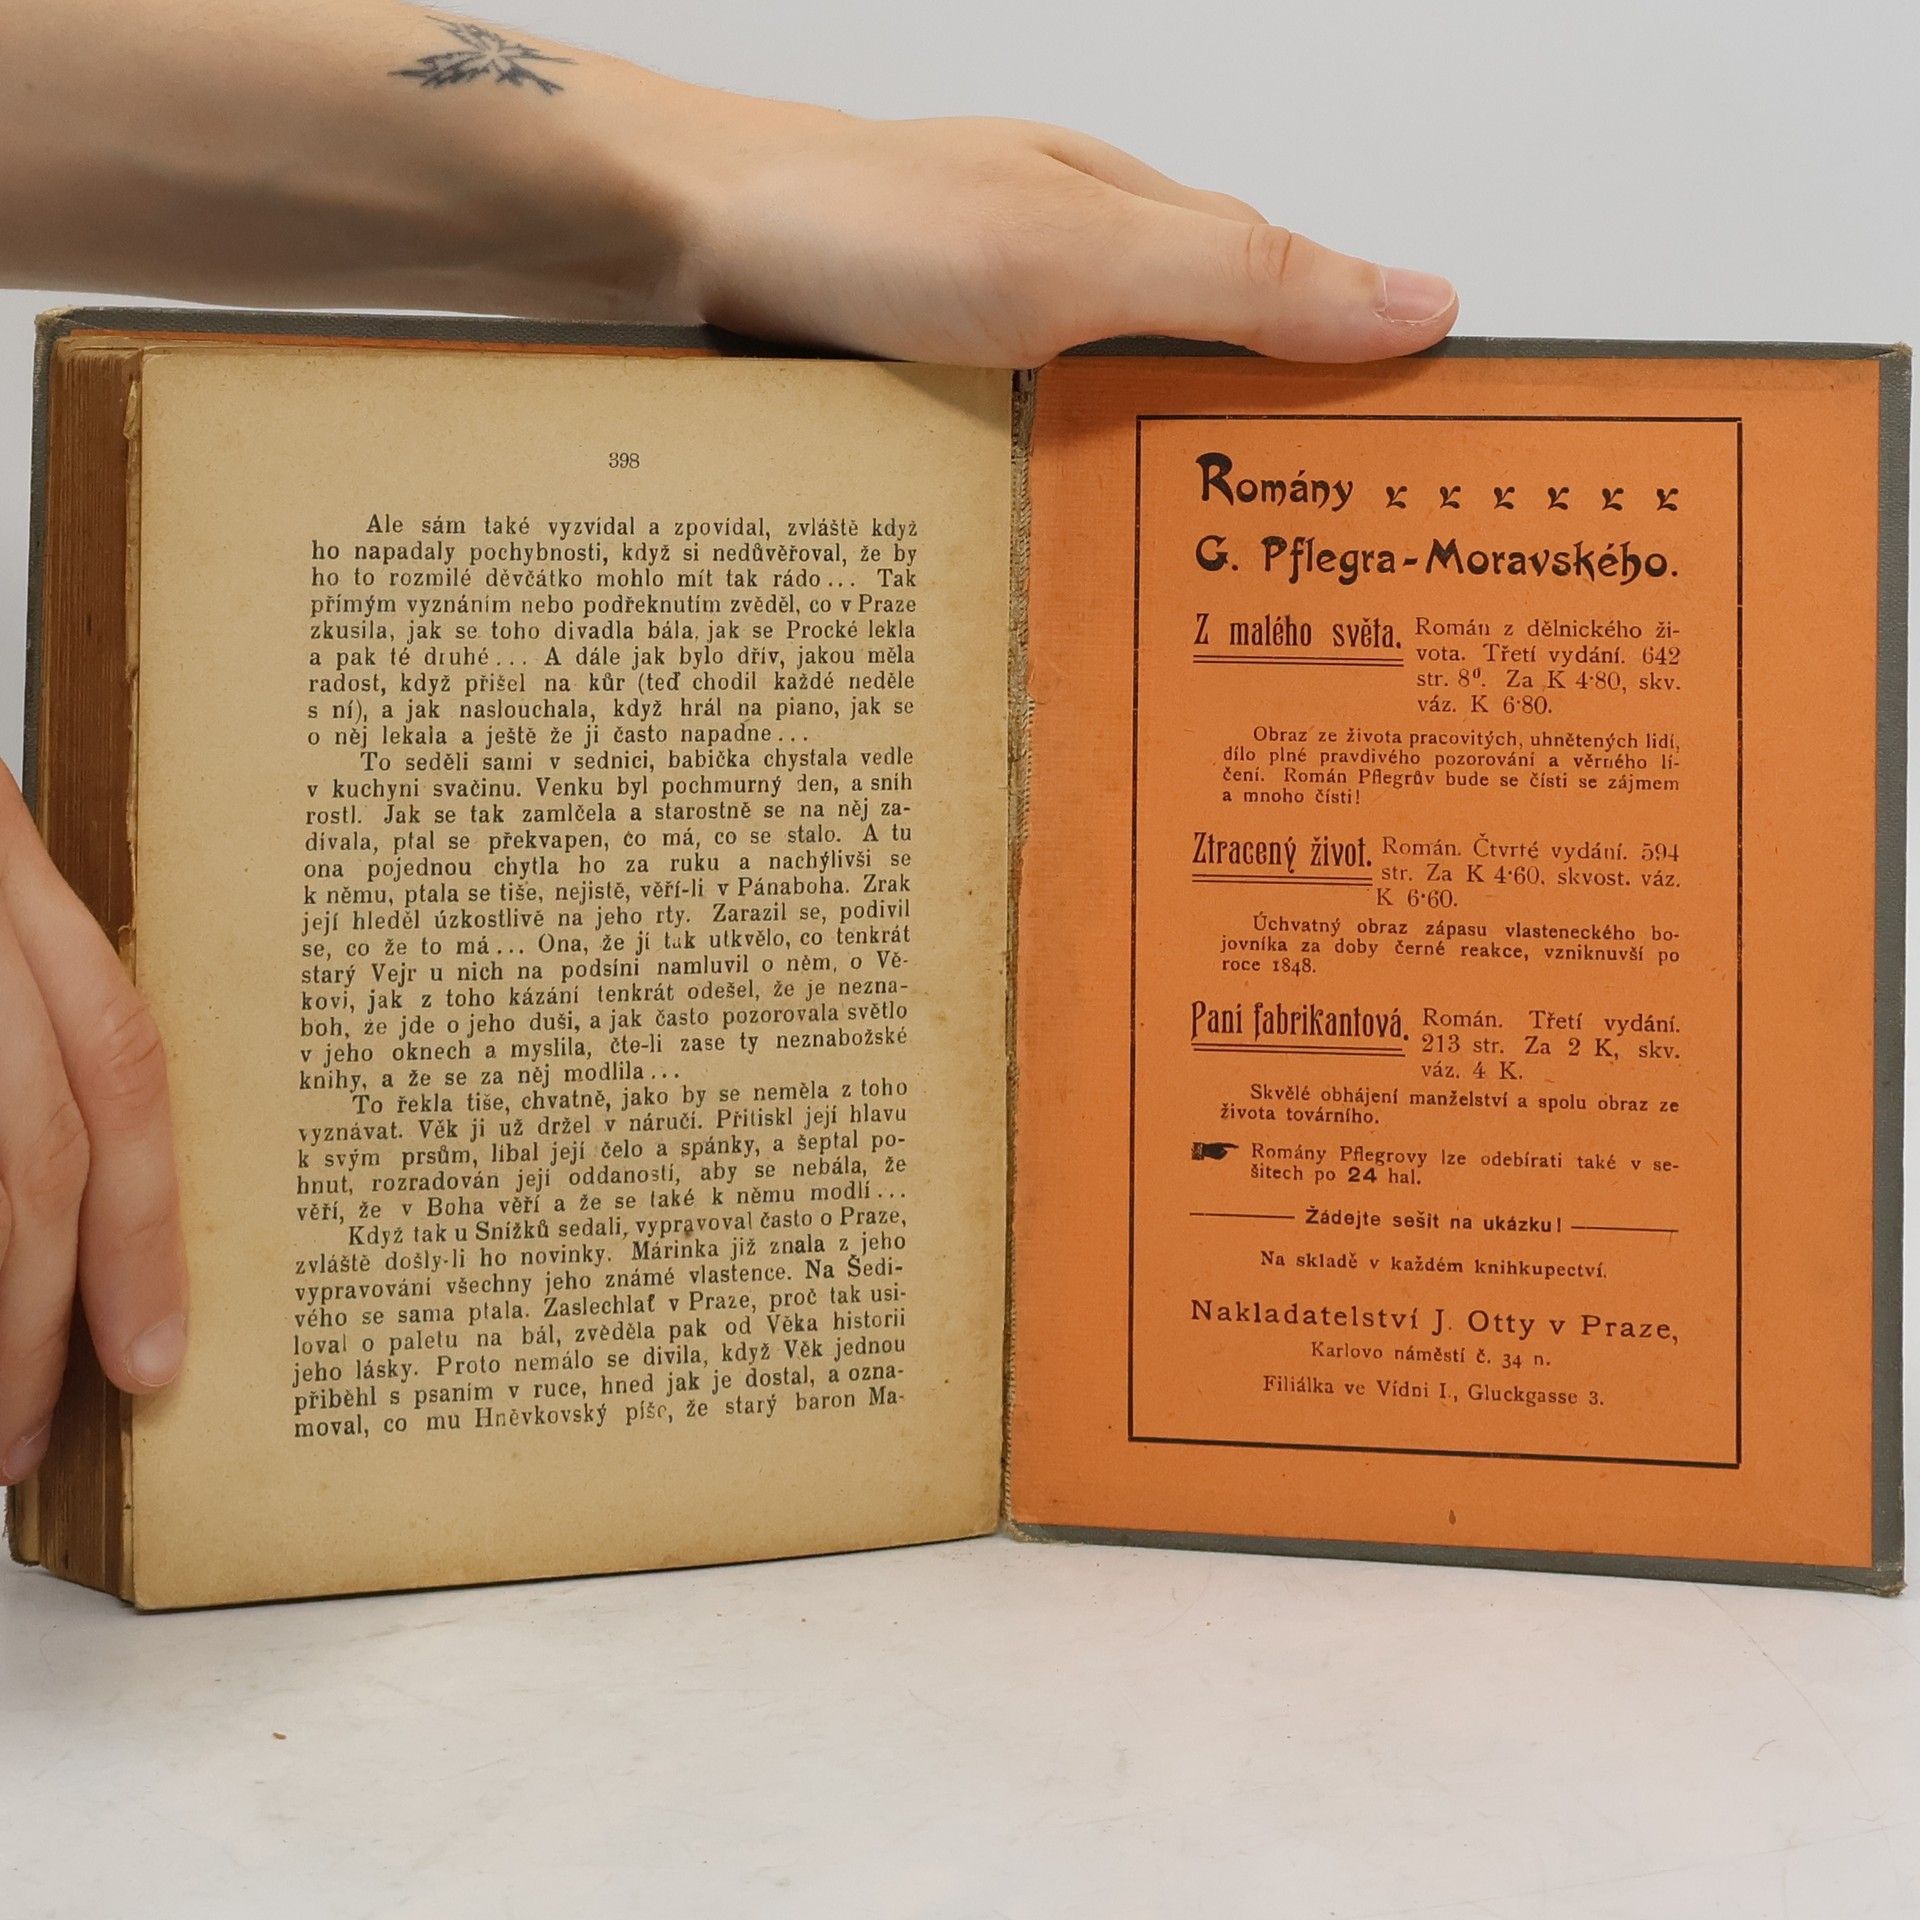 398
Ale sám také vyzvídal a zpovídal, zvláště když
ho napadaly pochybnosti, když si nedůvěřoval, že by
ho to rozmilé děvčátko mohlo mít tak rádo... Tak
přímým vyznáním nebo podřeknutím zvěděl, co v Praze
zkusila, jak se toho divadla bála, jak se Procké lekla
a pak té druhé... A dále jak bylo dřív, jakou měla
radost, když přišel na kůr (teď chodil každé neděle
s ní), a jak naslouchala, když hrál na piano, jak se
o něj lekala a ještě že ji často napadne...
To seděli sami v sednici, babička chystala vedle
v kuchyni svačinu. Venku byl pochmurný den, a sníh
rostl. Jak se tak zamlčela a starostně se na něj za-
dívala, ptal se překvapen, co má, co se stalo. A tu
ona pojednou chytla ho za ruku a nachýlivši se
k němu, ptala se tiše, nejistě, věří-li v Pánaboha. Zrak
její hleděl úzkostlivě na jeho rty. Zarazil se, podivil
se, co že to má... Ona, že jí tak utkvělo, co tenkrát
starý Vejr u nich na podsíni namluvil o něm, o Vě-
kovi, jak z toho kázání tenkrát odešel, že je nezna-
boh, že jde o jeho duši, a jak často pozorovala světlo
v jeho oknech a myslila, čte-li zase ty neznabožské
knihy, a že se za něj modlila...
To řekla tiše, chvatně, jako by se neměla z toho
vyznávat. Věk ji už držel v náručí. Přitiskl její hlavu
k svým prsům, líbal její čelo a spánky, a šeptal po-
hnut, rozradován její oddaností, aby se nebála, že
věří, že v Boha věří a že se také k němu modlí...
Když tak u Snížků sedali, vypravoval často o Praze,
zvláště došly-li ho novinky. Márinka již znala z jeho
vypravování všechny jeho známé vlastence. Na Šedi-
vého se sama ptala. Zaslechlať v Praze, proč tak usi-
loval o paletu na bál, zvěděla pak od Věka historii
jeho lásky. Proto nemálo se divila, když Věk jednou
přiběhl s psaním v ruce, hned jak je dostal, a ozna-
moval, co mu Hněvkovský píše, že starý baron Ma-
Romány
G. Pflegra-Moravského.
Z malého světa. Román z dělnického ži-
vota. Třetí vydání. 642
str. 8º. Za K 4·80, skv.
váz. K 6·80.
Obraz ze života pracovitých, uhnětených lidí,
dílo plné pravdivého pozorování a věrného lí-
čení. Román Pflegrův bude se čísti se zájmem
a mnoho čísti!
Ztracený život. Román. Čtvrté vydání. 594
str. Za K 4·60, skvost. váz.
K 6·60.
Úchvatný obraz zápasu vlasteneckého bo-
jovníka za doby černé reakce, vzniknuvší po
roce 1848.
Paní fabrikantová. Román. Třetí vydání.
213 str. Za 2 K, skv.
váz. 4 K.
Skvělé obhájení manželství a spolu obraz ze
života továrního.
Romány Pflegrovy lze odebírati také v se-
šitech po 24 hal.
Žádejte sešit na ukázku!
Na skladě v každém knihkupectví.
Nakladatelství J. Otty v Praze,
Karlovo náměstí č. 34 n.
Filiálka ve Vídni I., Gluckgasse 3.